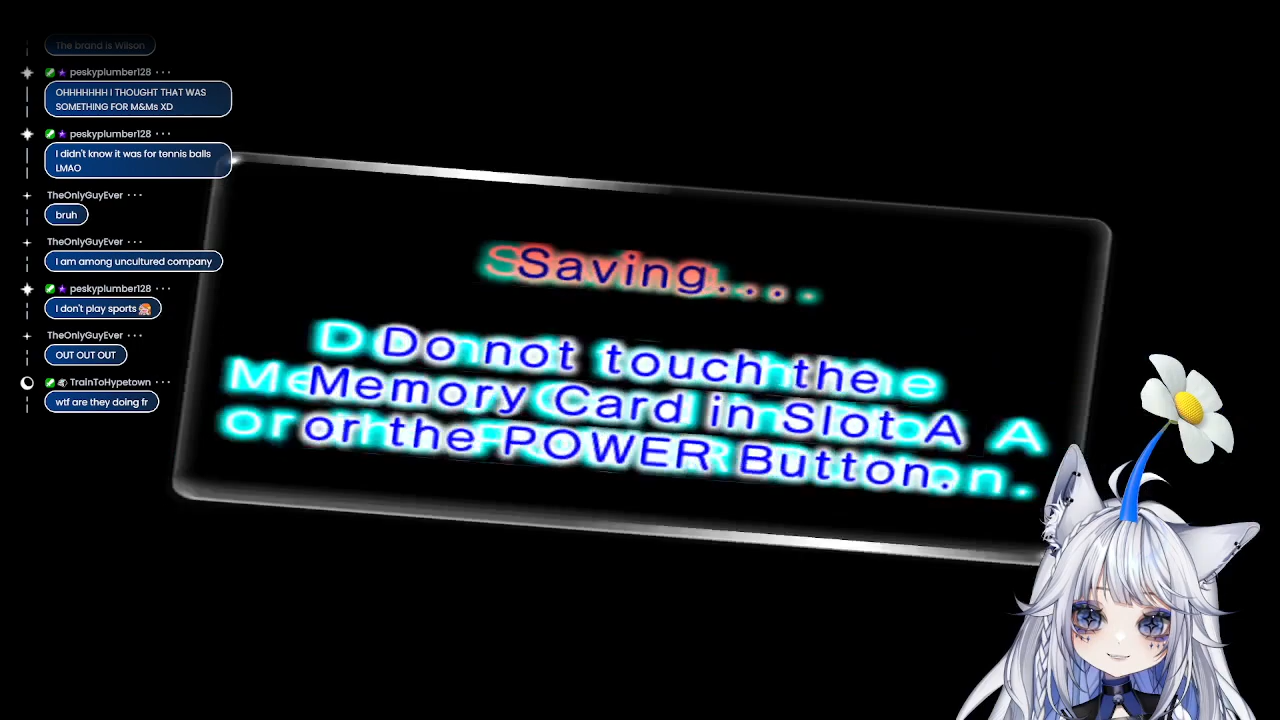 The brand is Wilson
peskyplumber128
OHHHHHHH I THOUGHT THAT WAS
SOMETHING FOR M&Ms XD
peskyplumber128
I didn't know it was for tennis balls
LMAO
TheOnlyGuyEver
bruh
TheOnlyGuyEver
I am among uncultured company
peskyplumber128
I don't play sports
TheOnlyGuyEver
OUT OUT OUT
TrainToHypetown
wtf are they doing fr
Saving....
Do not touch the
Memory Card in Slot A
or the POWER Button.